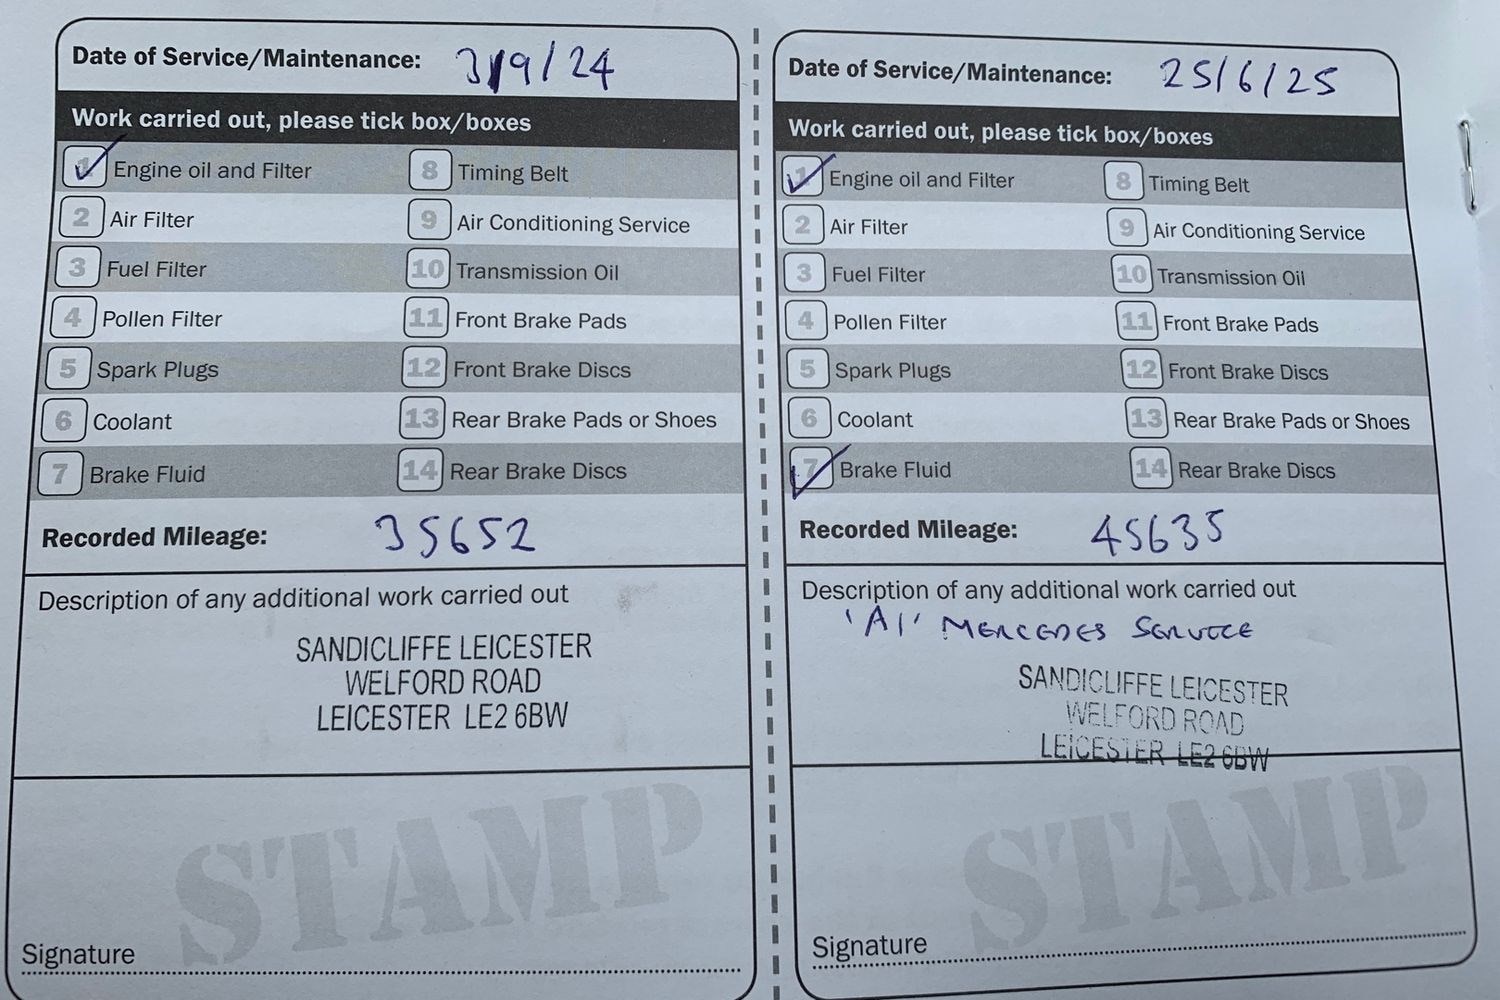 Date of Service/Maintenance: 3/9/24
Work carried out, please tick box/boxes
1 Engine oil and Filter
8 Timing Belt
2 Air Filter
9 Air Conditioning Service
3 Fuel Filter
10 Transmission Oil
4 Pollen Filter
11 Front Brake Pads
5 Spark Plugs
12 Front Brake Discs
6 Coolant
13 Rear Brake Pads or Shoes
7 Brake Fluid
14 Rear Brake Discs
Recorded Mileage: 35652
Description of any additional work carried out
SANDICLIFFE LEICESTER
WELFORD ROAD
LEICESTER LE2 6BW
STAMP
Signature
Date of Service/Maintenance: 25/6/25
Work carried out, please tick box/boxes
1 Engine oil and Filter
8 Timing Belt
2 Air Filter
9 Air Conditioning Service
3 Fuel Filter
10 Transmission Oil
4 Pollen Filter
11 Front Brake Pads
5 Spark Plugs
12 Front Brake Discs
6 Coolant
13 Rear Brake Pads or Shoes
7 Brake Fluid
14 Rear Brake Discs
Recorded Mileage: 45635
Description of any additional work carried out
'A1' MERCEDES SERVICE
SANDICLIFFE LEICESTER
WELFORD ROAD
LEICESTER LE2 6BW
STAMP
Signature